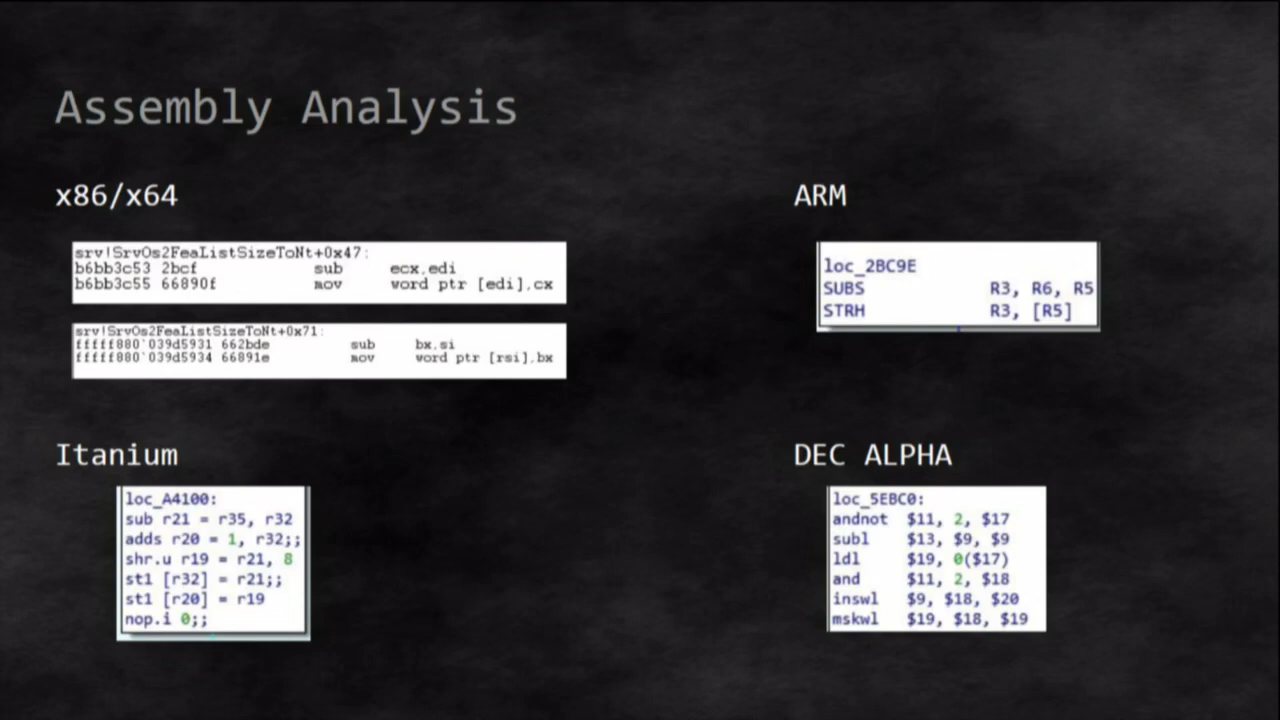 Assembly Analysis
x86/x64
srv!SrvOs2FeaListSizeToNt+0x47:
b6bb3c53 2bcf sub ecx,edi
b6bb3c55 66890f mov word ptr [edi],cx
srv!SrvOs2FeaListSizeToNt+0x71:
fffff880`039d5931 662bde sub bx,si
fffff880`039d5934 66891e mov word ptr [rsi],bx
ARM
loc_2BC9E
SUBS R3, R6, R5
STRH R3, [R5]
Itanium
loc_A4100:
sub r21 = r35, r32
adds r20 = 1, r32;;
shr.u r19 = r21, 8
st1 [r32] = r21;;
st1 [r20] = r19
nop.i 0;;
DEC ALPHA
loc_5EBC0:
andnot $11, 2, $17
subl $13, $9, $9
ldl $19, 0($17)
and $11, 2, $18
inswl $9, $18, $20
mskwl $19, $18, $19